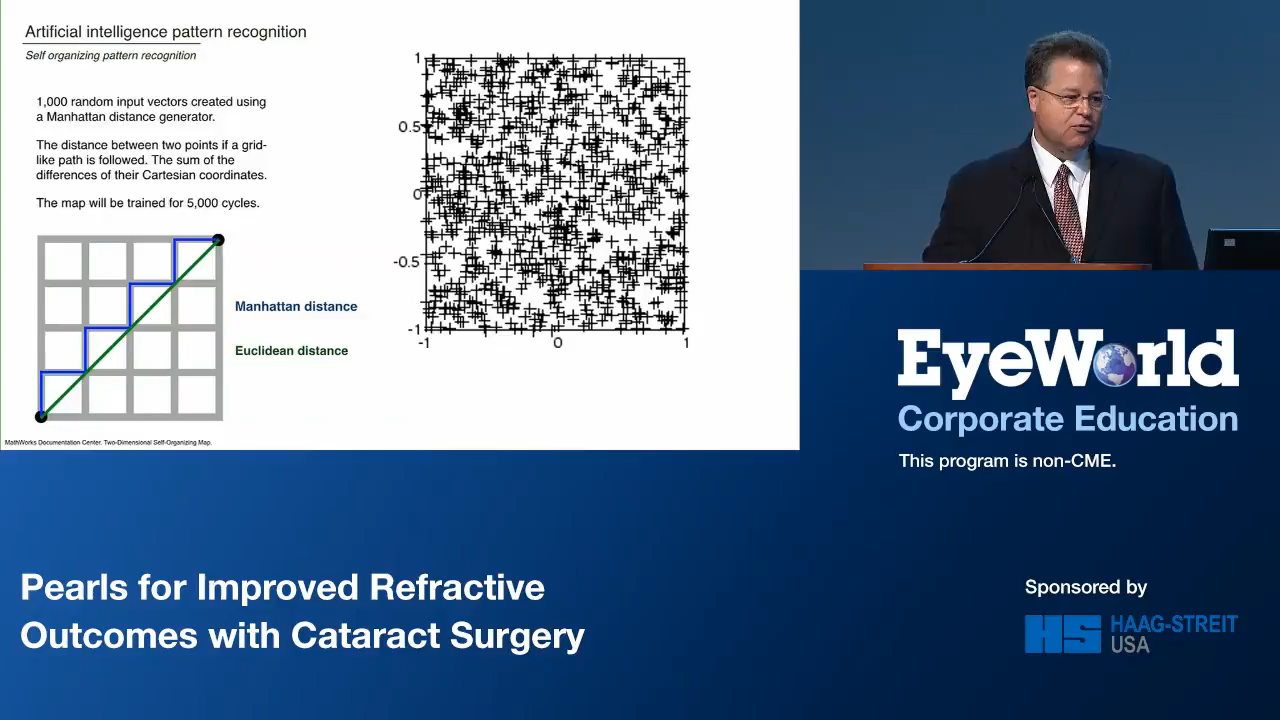 Artificial intelligence pattern recognition
Self organizing pattern recognition
1,000 random input vectors created using
a Manhattan distance generator.
The distance between two points if a grid-
like path is followed. The sum of the
differences of their Cartesian coordinates.
The map will be trained for 5,000 cycles.
Manhattan distance
Euclidean distance
MathWorks Documentation Center. Two-Dimensional Self-Organizing Map.
1
0.5
0
-0.5
-1
-1 0 1
EyeWorld
Corporate Education
This program is non-CME.
Pearls for Improved Refractive
Outcomes with Cataract Surgery
Sponsored by
HS HAAG-STREIT
USA